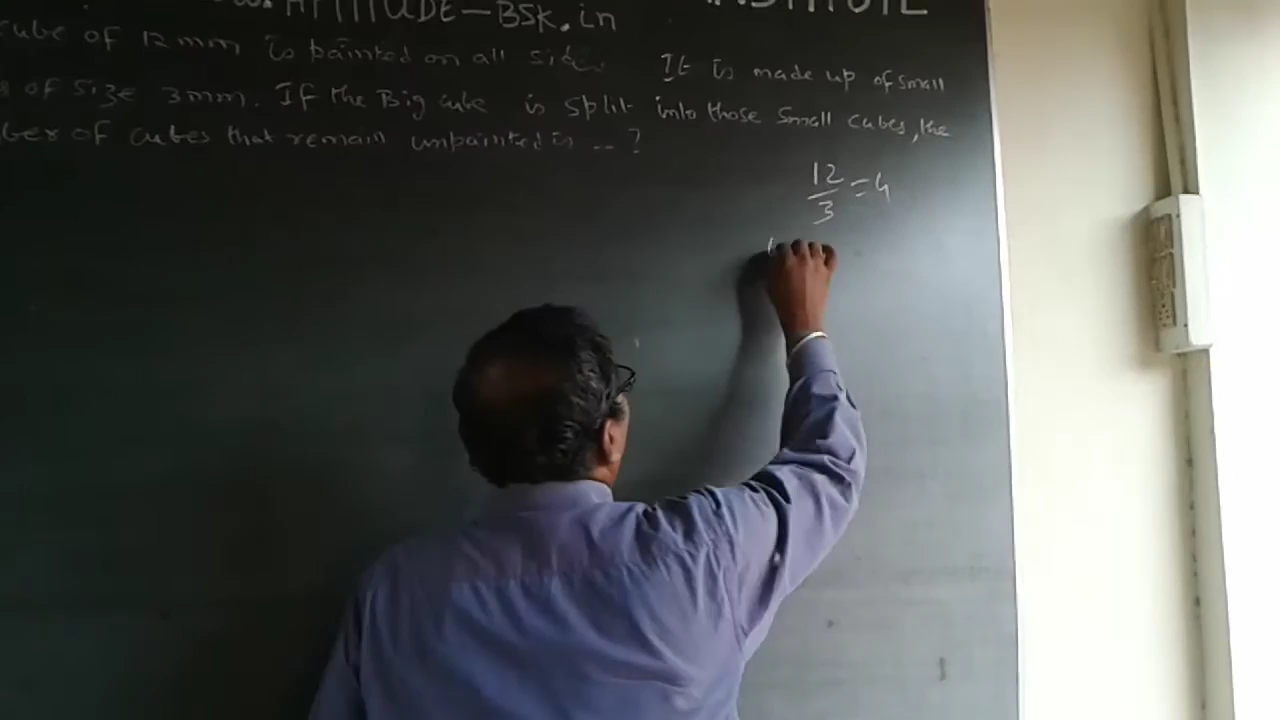 APTITUDE-BSK.in
cube of 12mm is painted on all sides. It is made up of small
of size 3mm. If the Big cube is split into those small cubes, the
ber of cubes that remain unpainted is -- ?
12
3
=4